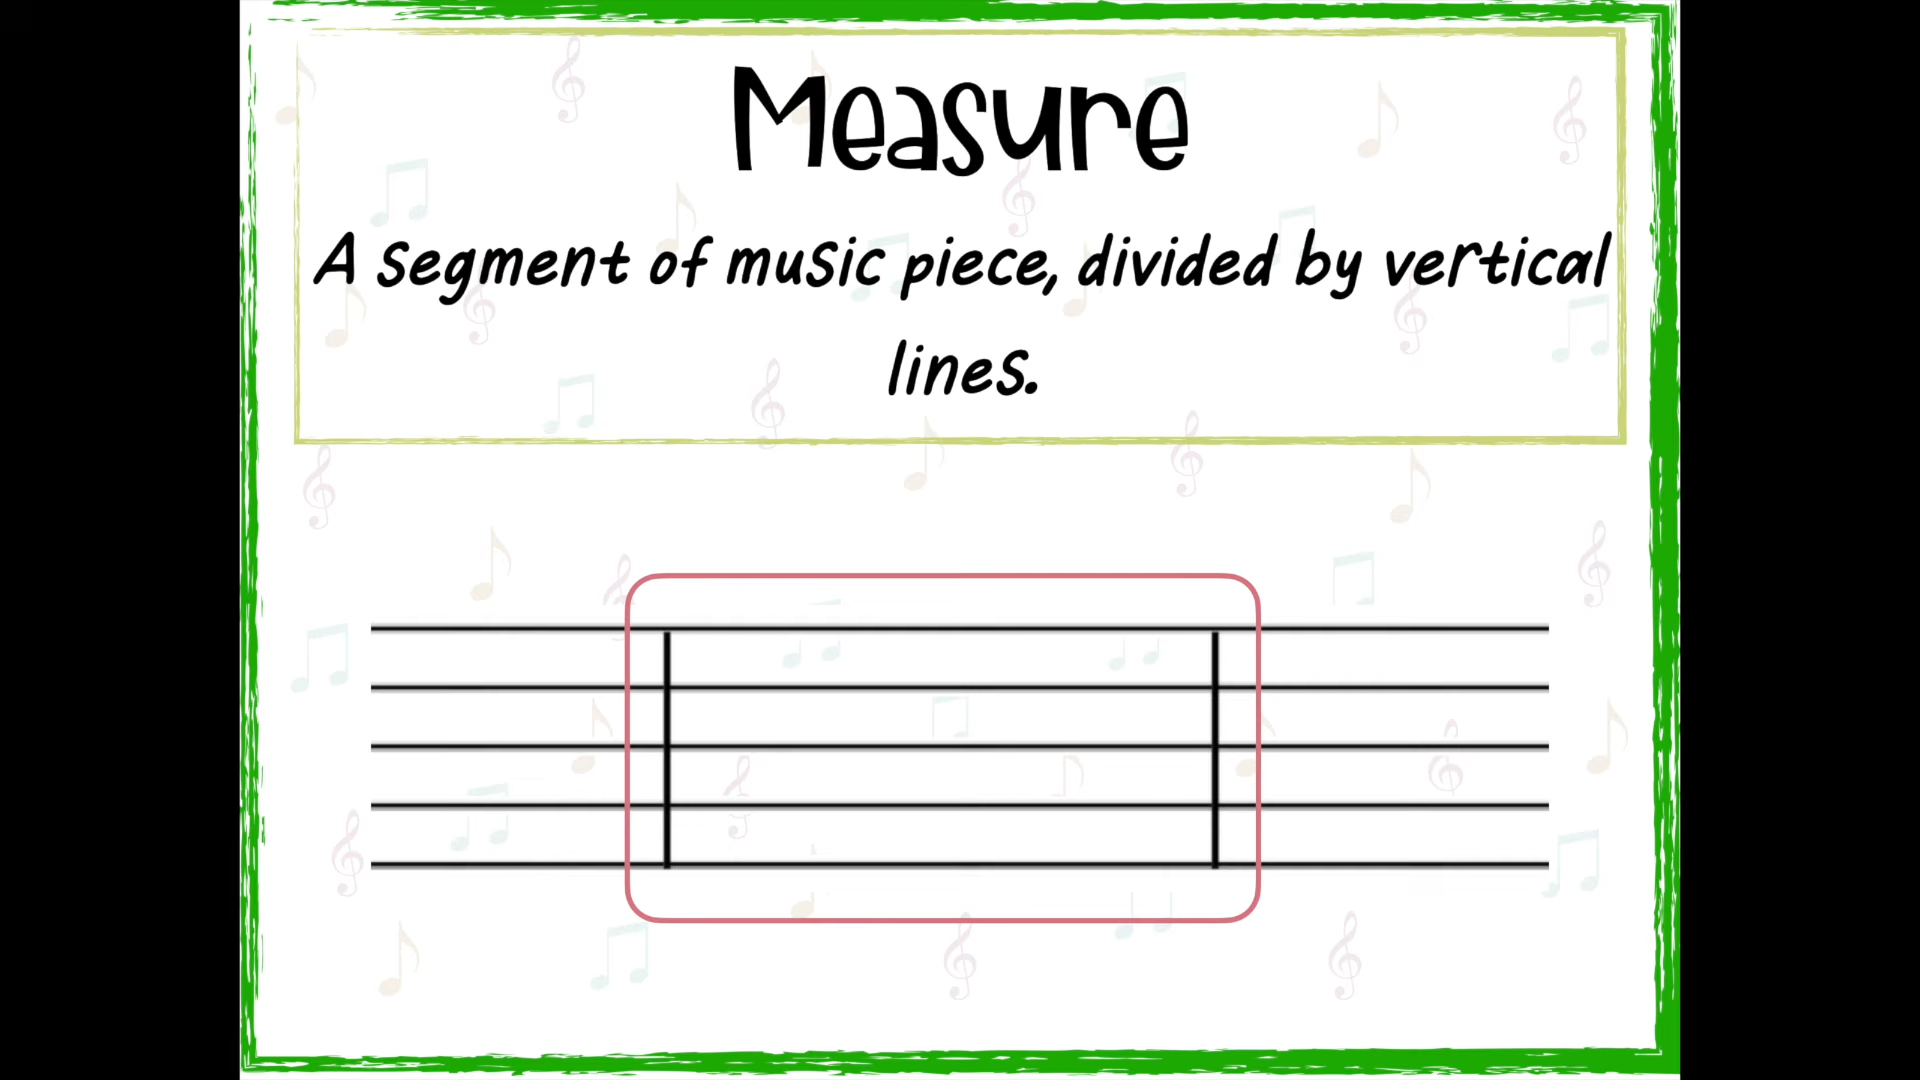 Measure
A segment of music piece, divided by vertical
lines.